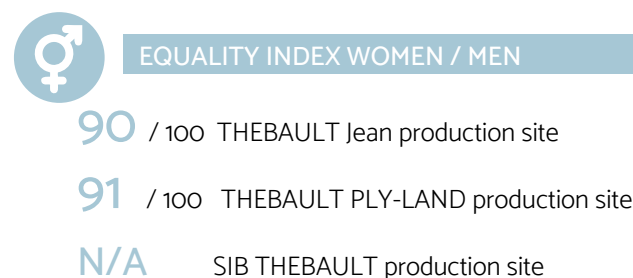 EQUALITY INDEX WOMEN / MEN
90 / 100 THEBAULT Jean production site
91 / 100 THEBAULT PLY-LAND production site
N/A SIB THEBAULT production site